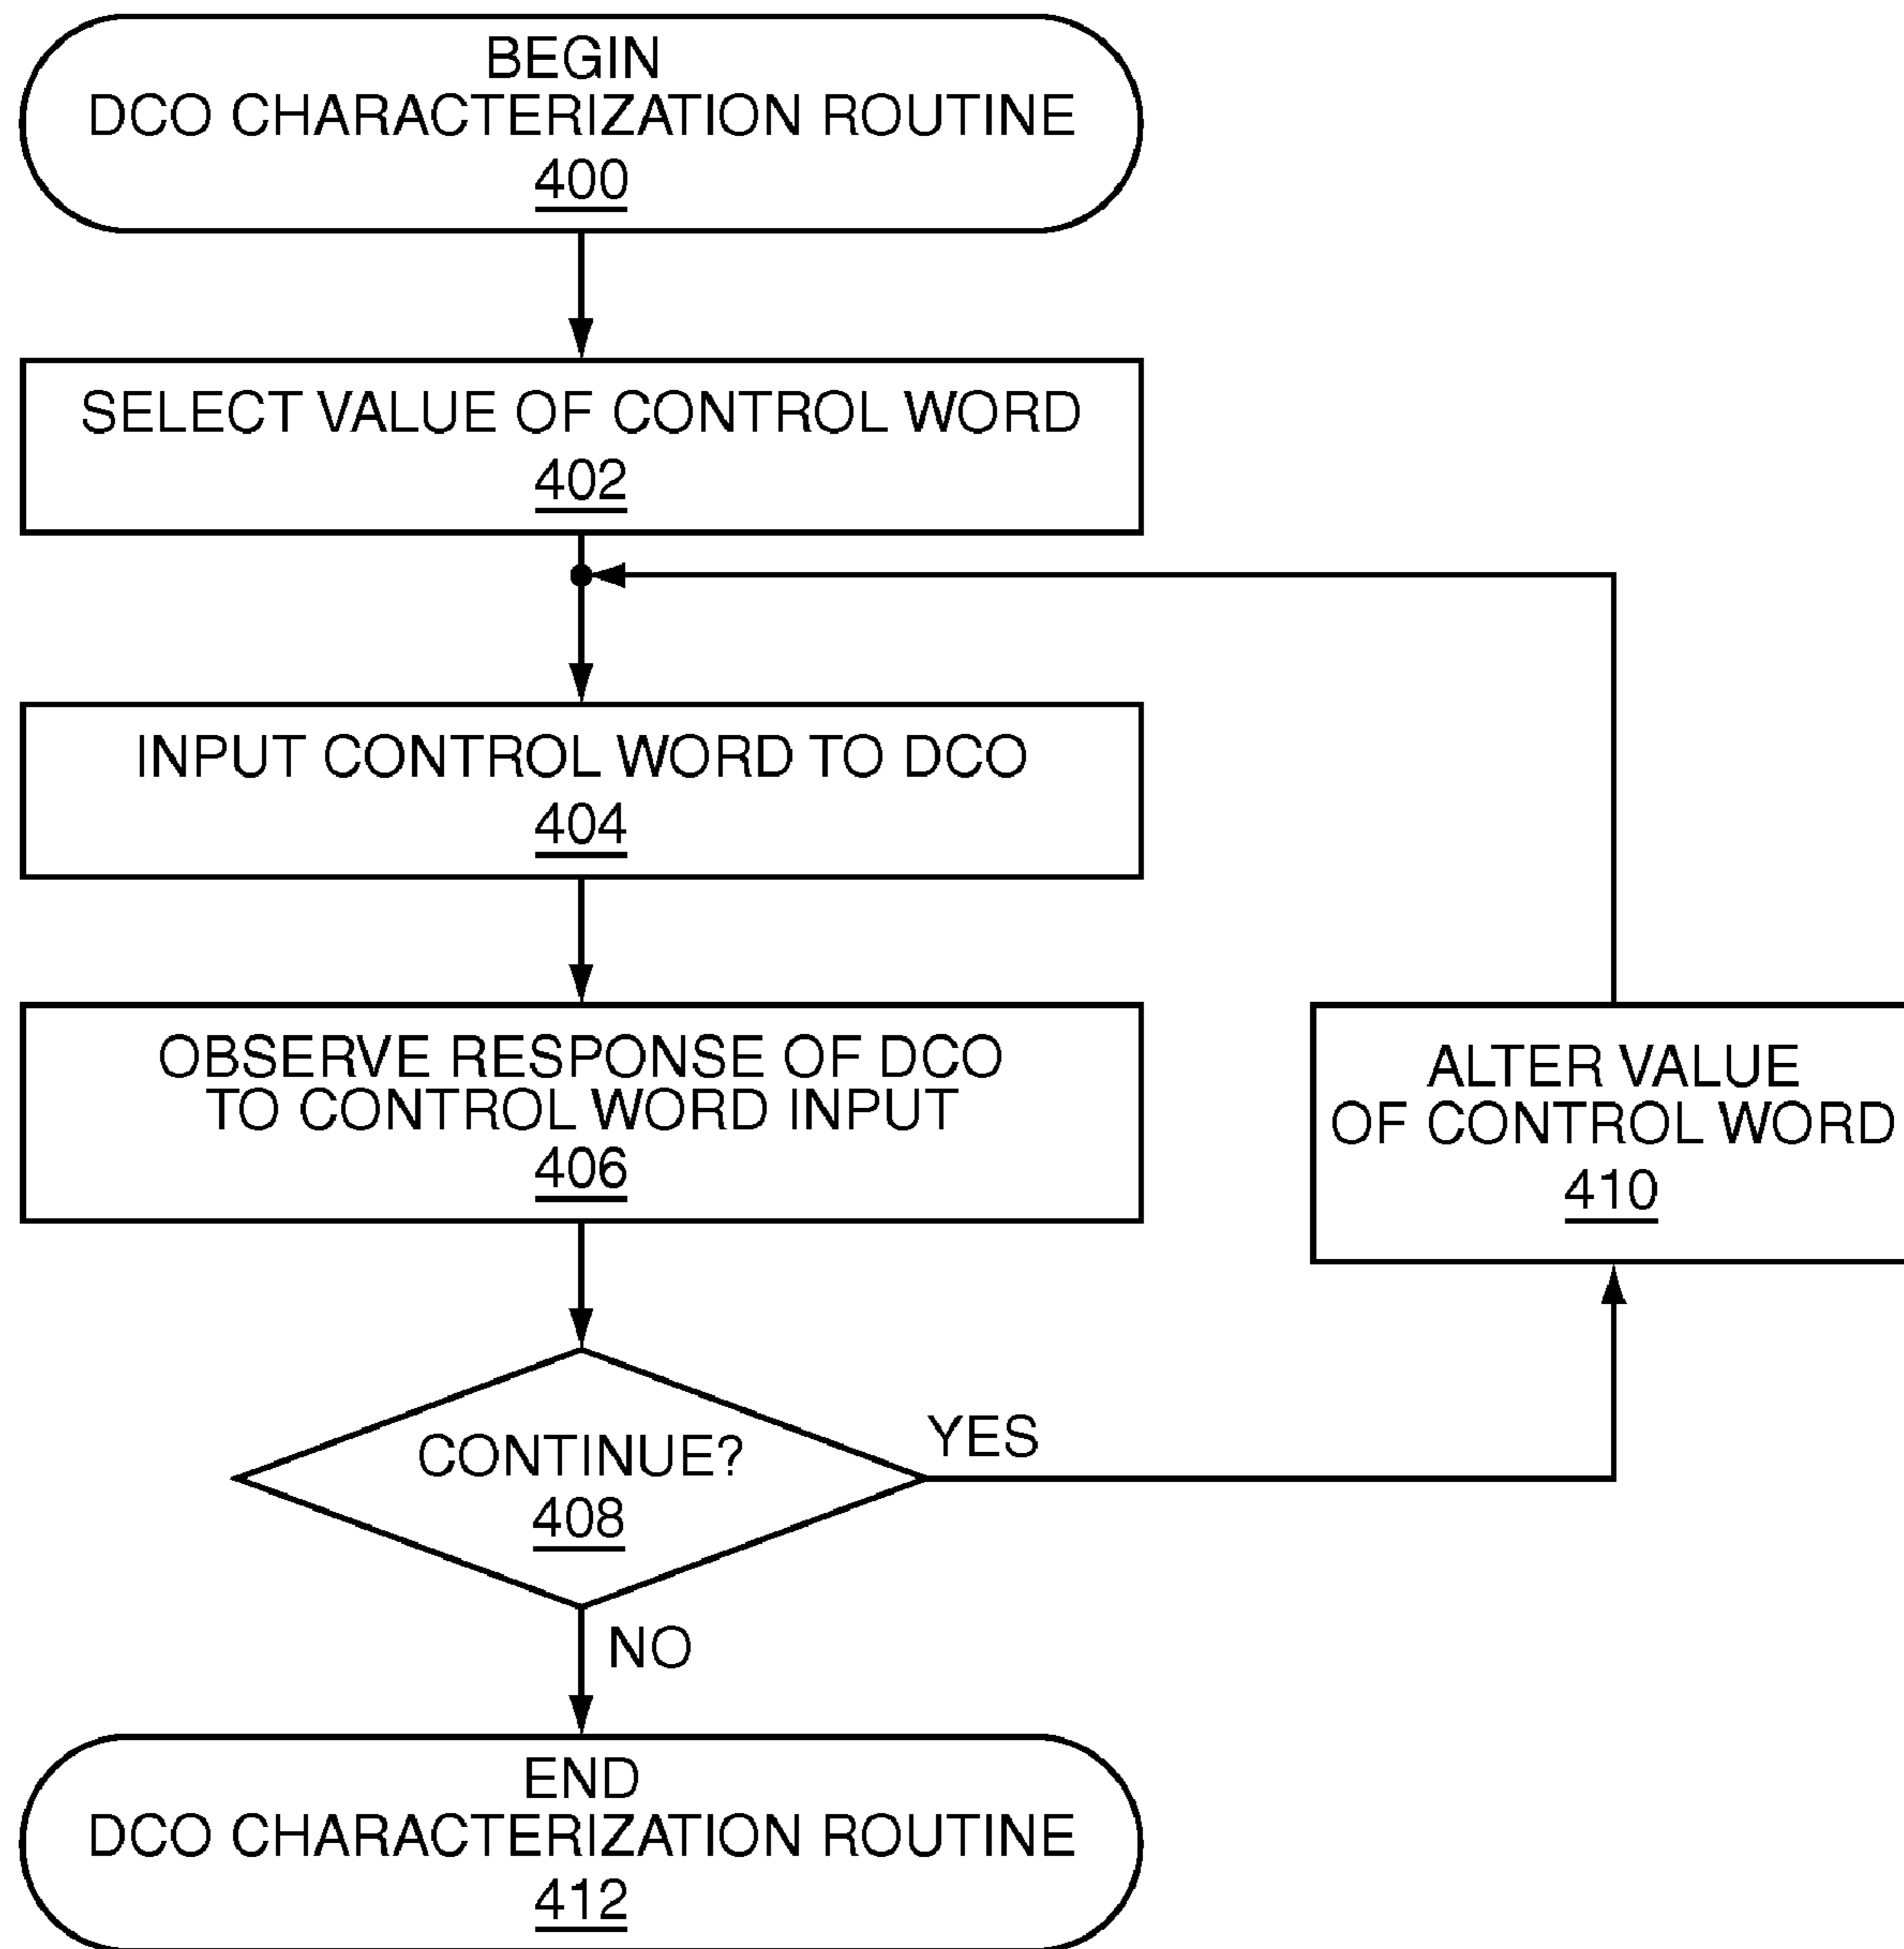 BEGIN
DCO CHARACTERIZATION ROUTINE
400
SELECT VALUE OF CONTROL WORD
402
INPUT CONTROL WORD TO DCO
404
OBSERVE RESPONSE OF DCO
TO CONTROL WORD INPUT
406
ALTER VALUE
OF CONTROL WORD
410
CONTINUE?
408
YES
NO
END
DCO CHARACTERIZATION ROUTINE
412